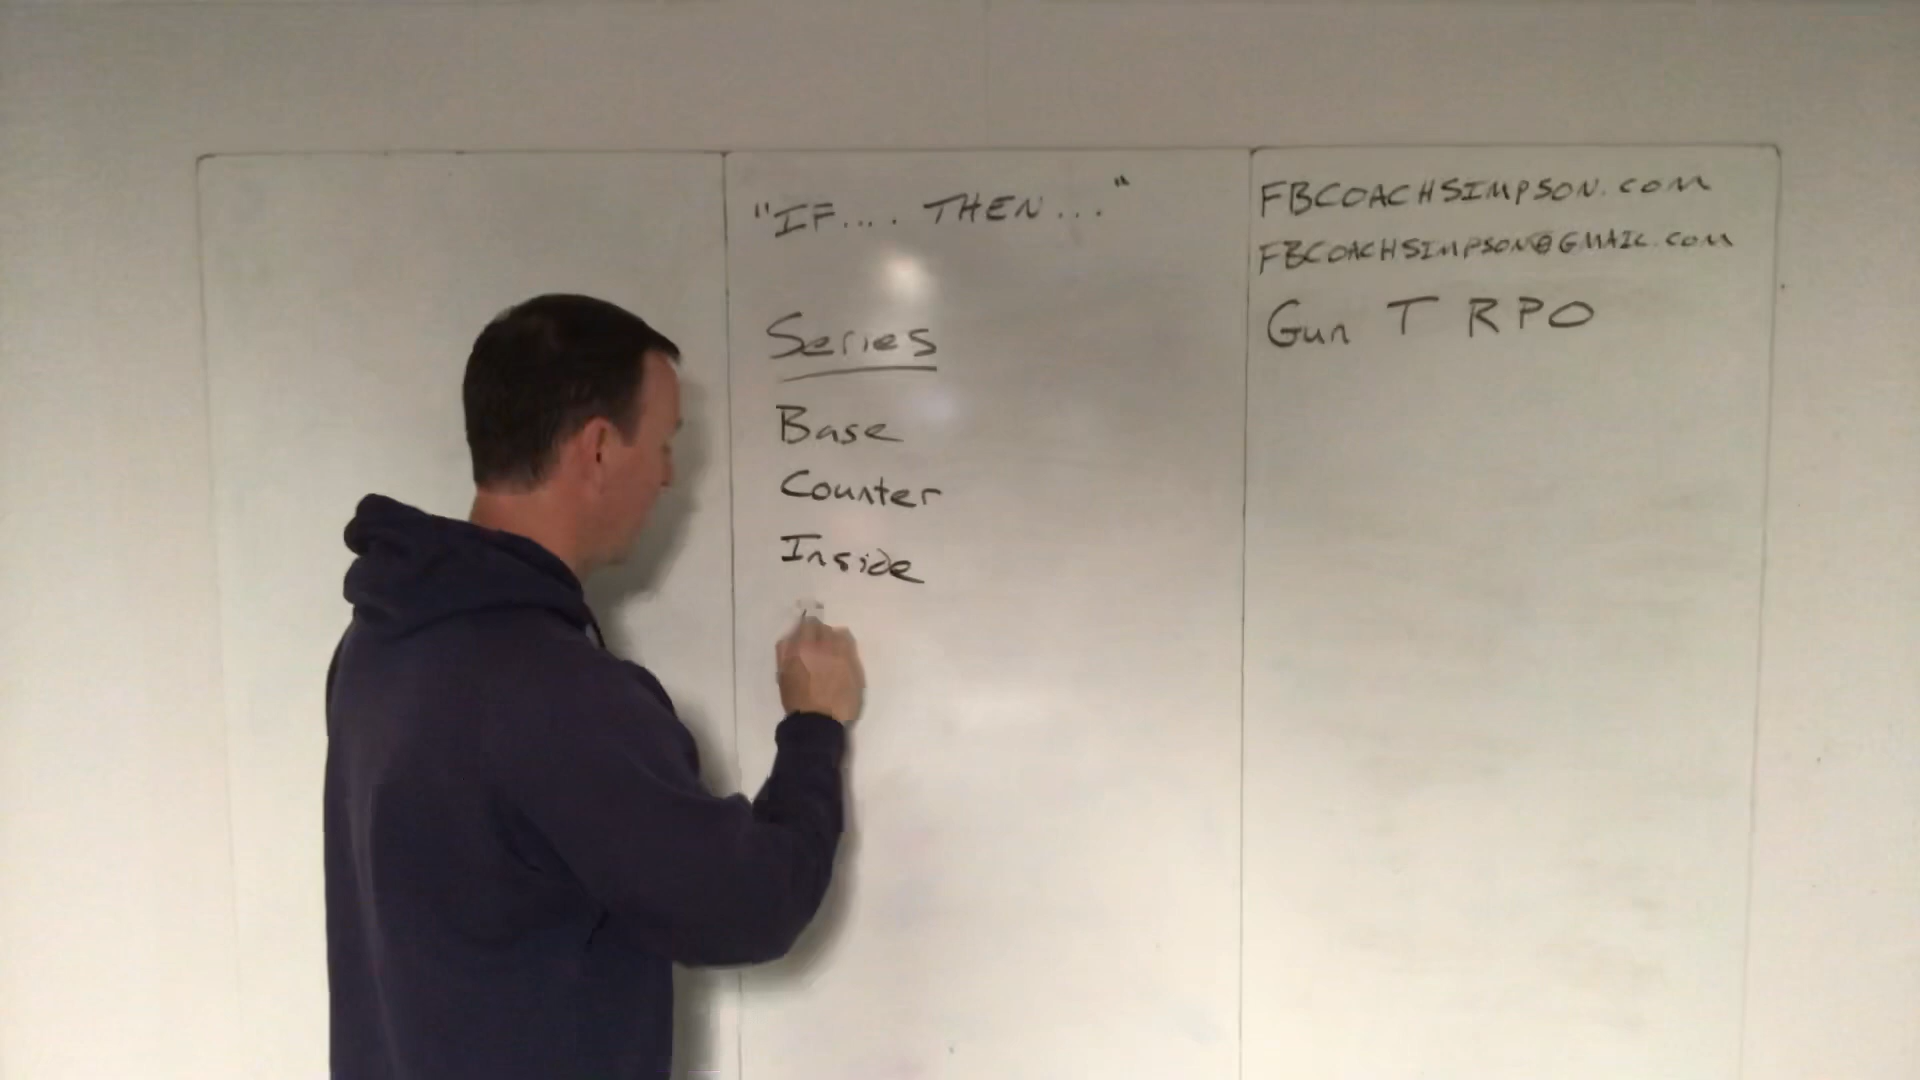 "IF.... THEN..."
Series
Base
Counter
Inside
FBCOACHSIMPSON.COM
FBCOACHSIMPSON@GMAIL.COM
Gun T RPO